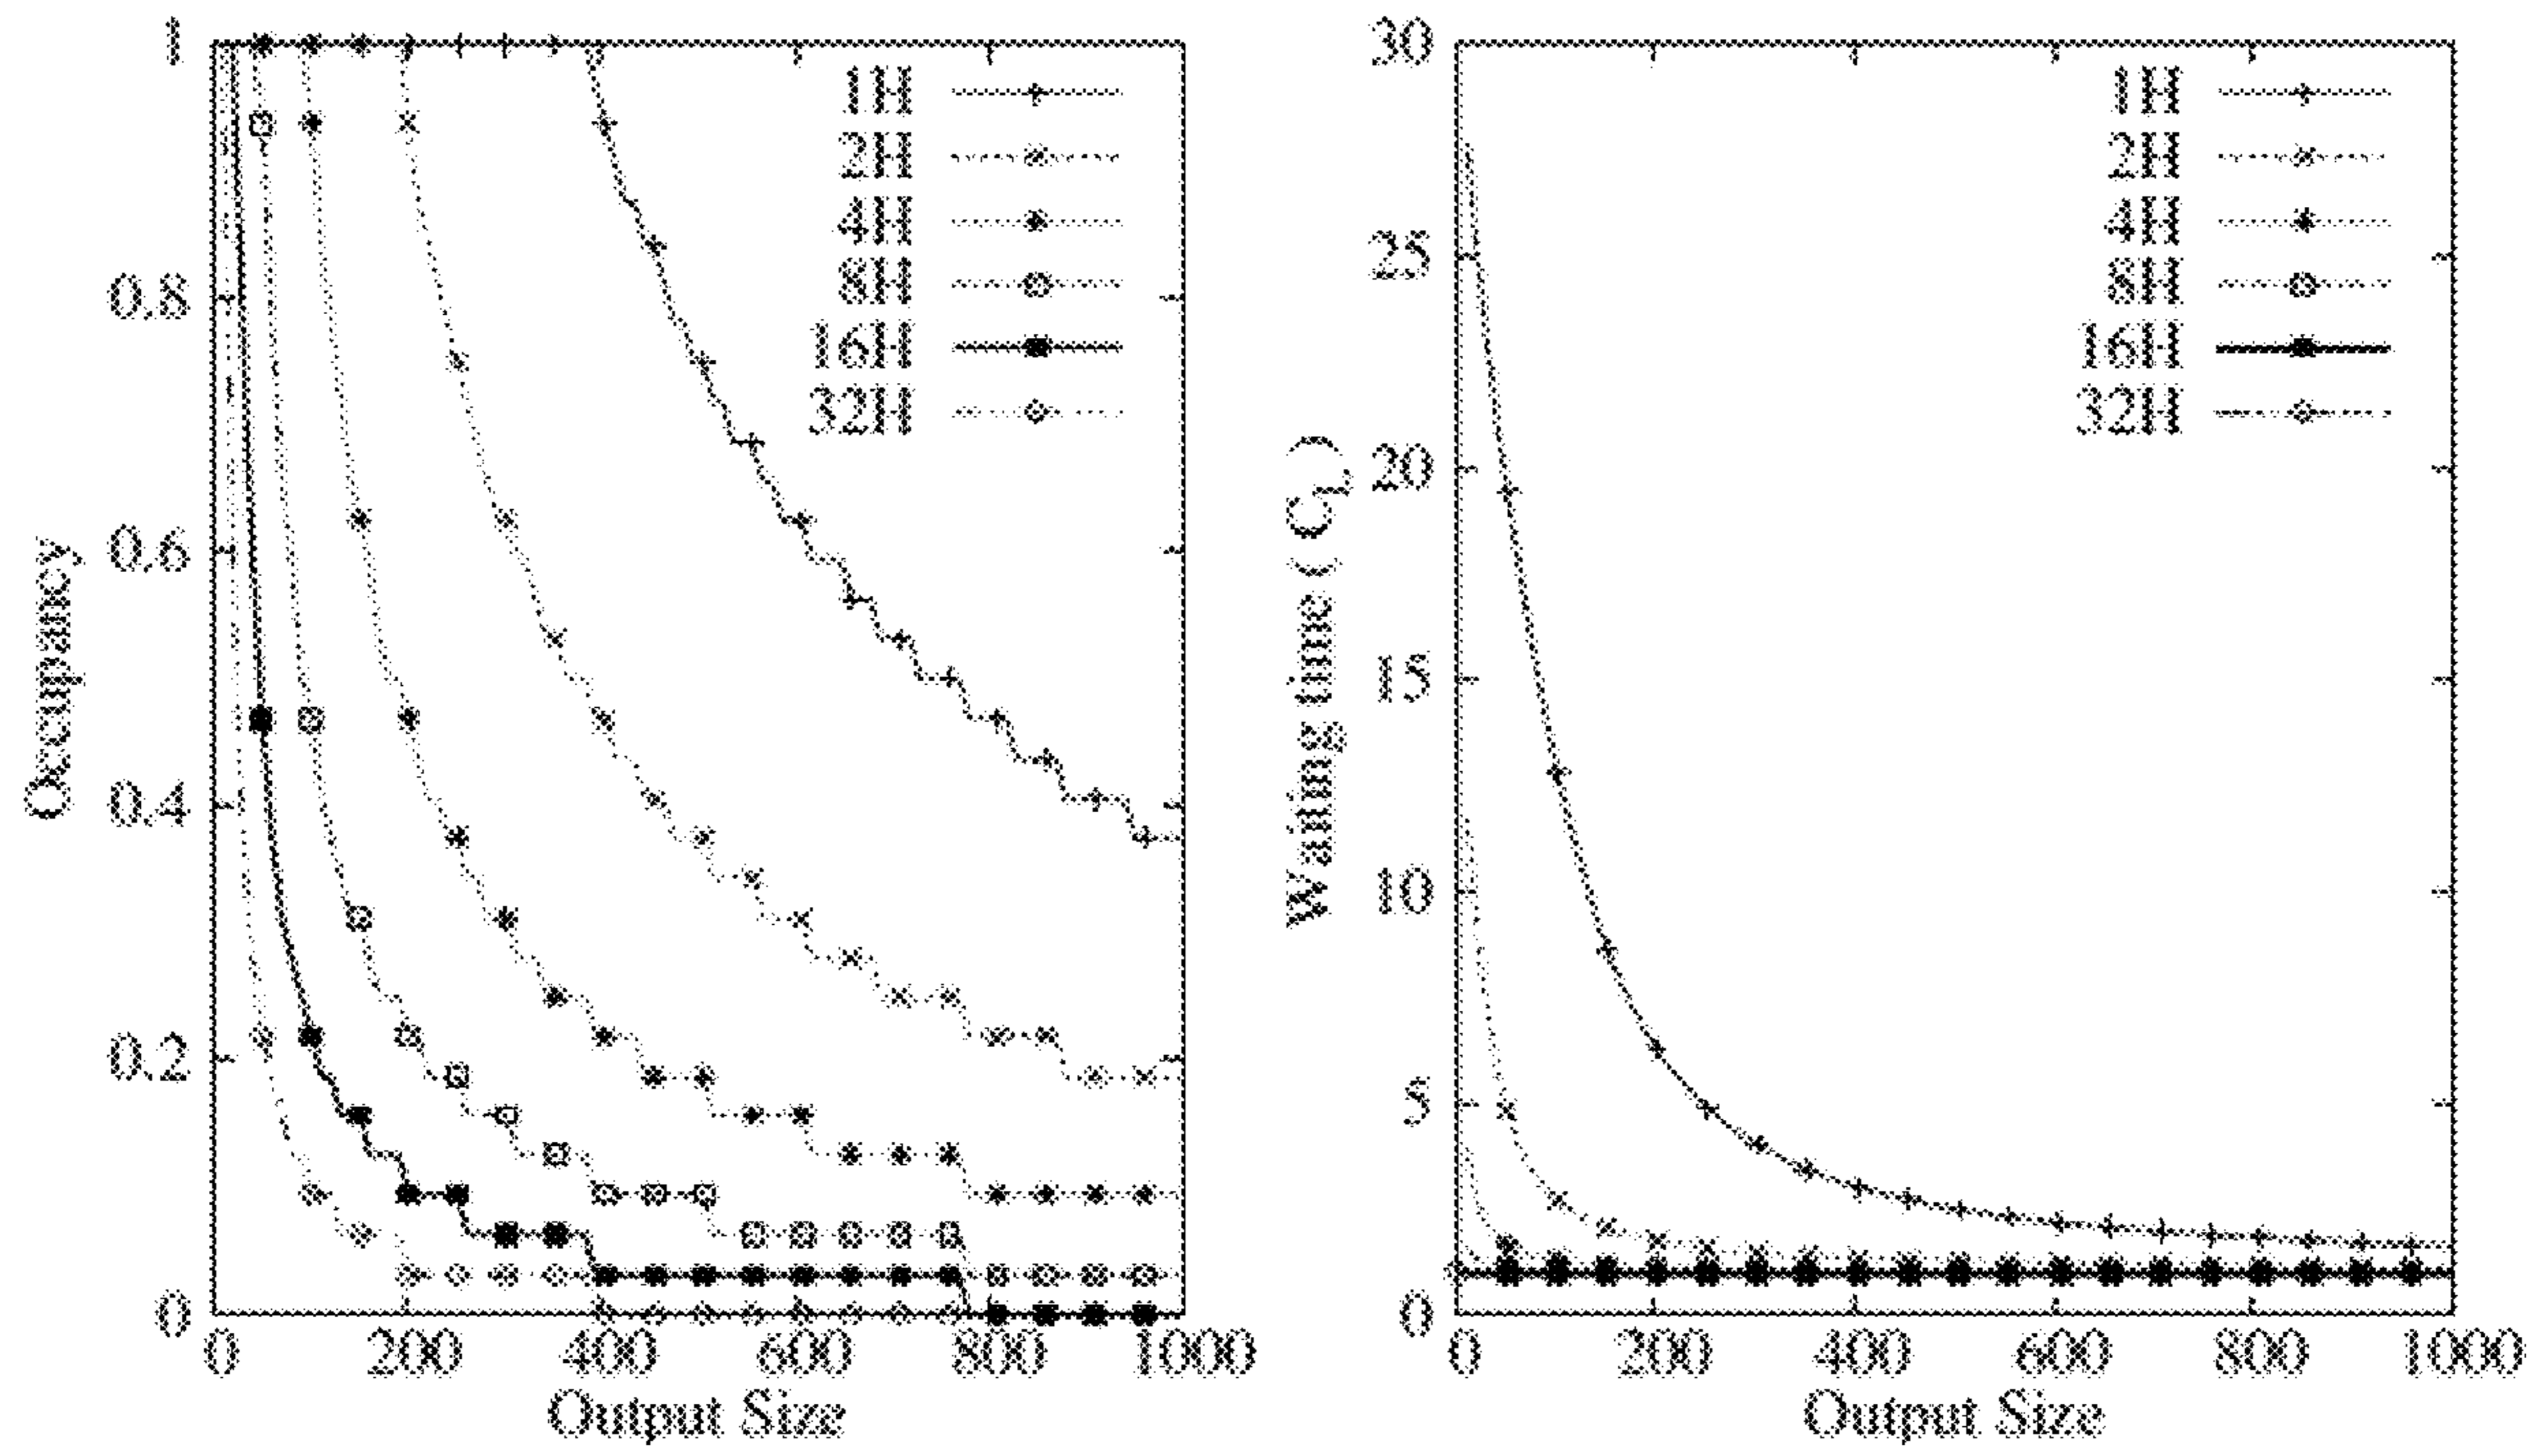 1
0.8
0.6
0.4
0.2
0
Occupancy
1H
2H
4H
8H
16H
32H
0 200 400 600 800 1000
Output Size
30
25
20
15
10
5
0
Waiting time ( CL )
1H
2H
4H
8H
16H
32H
0 200 400 600 800 1000
Output Size